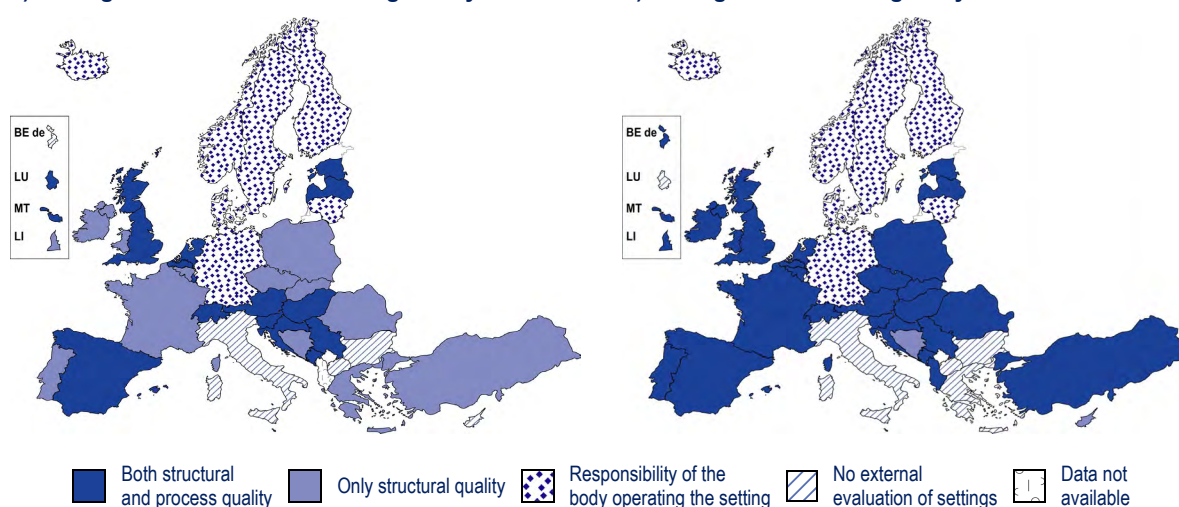 BE de
LU
MT
LI
BE de
LU
MT
LI
Both structural
and process quality
Only structural quality
Responsibility of the
body operating the setting
No external
evaluation of settings
Data not
available